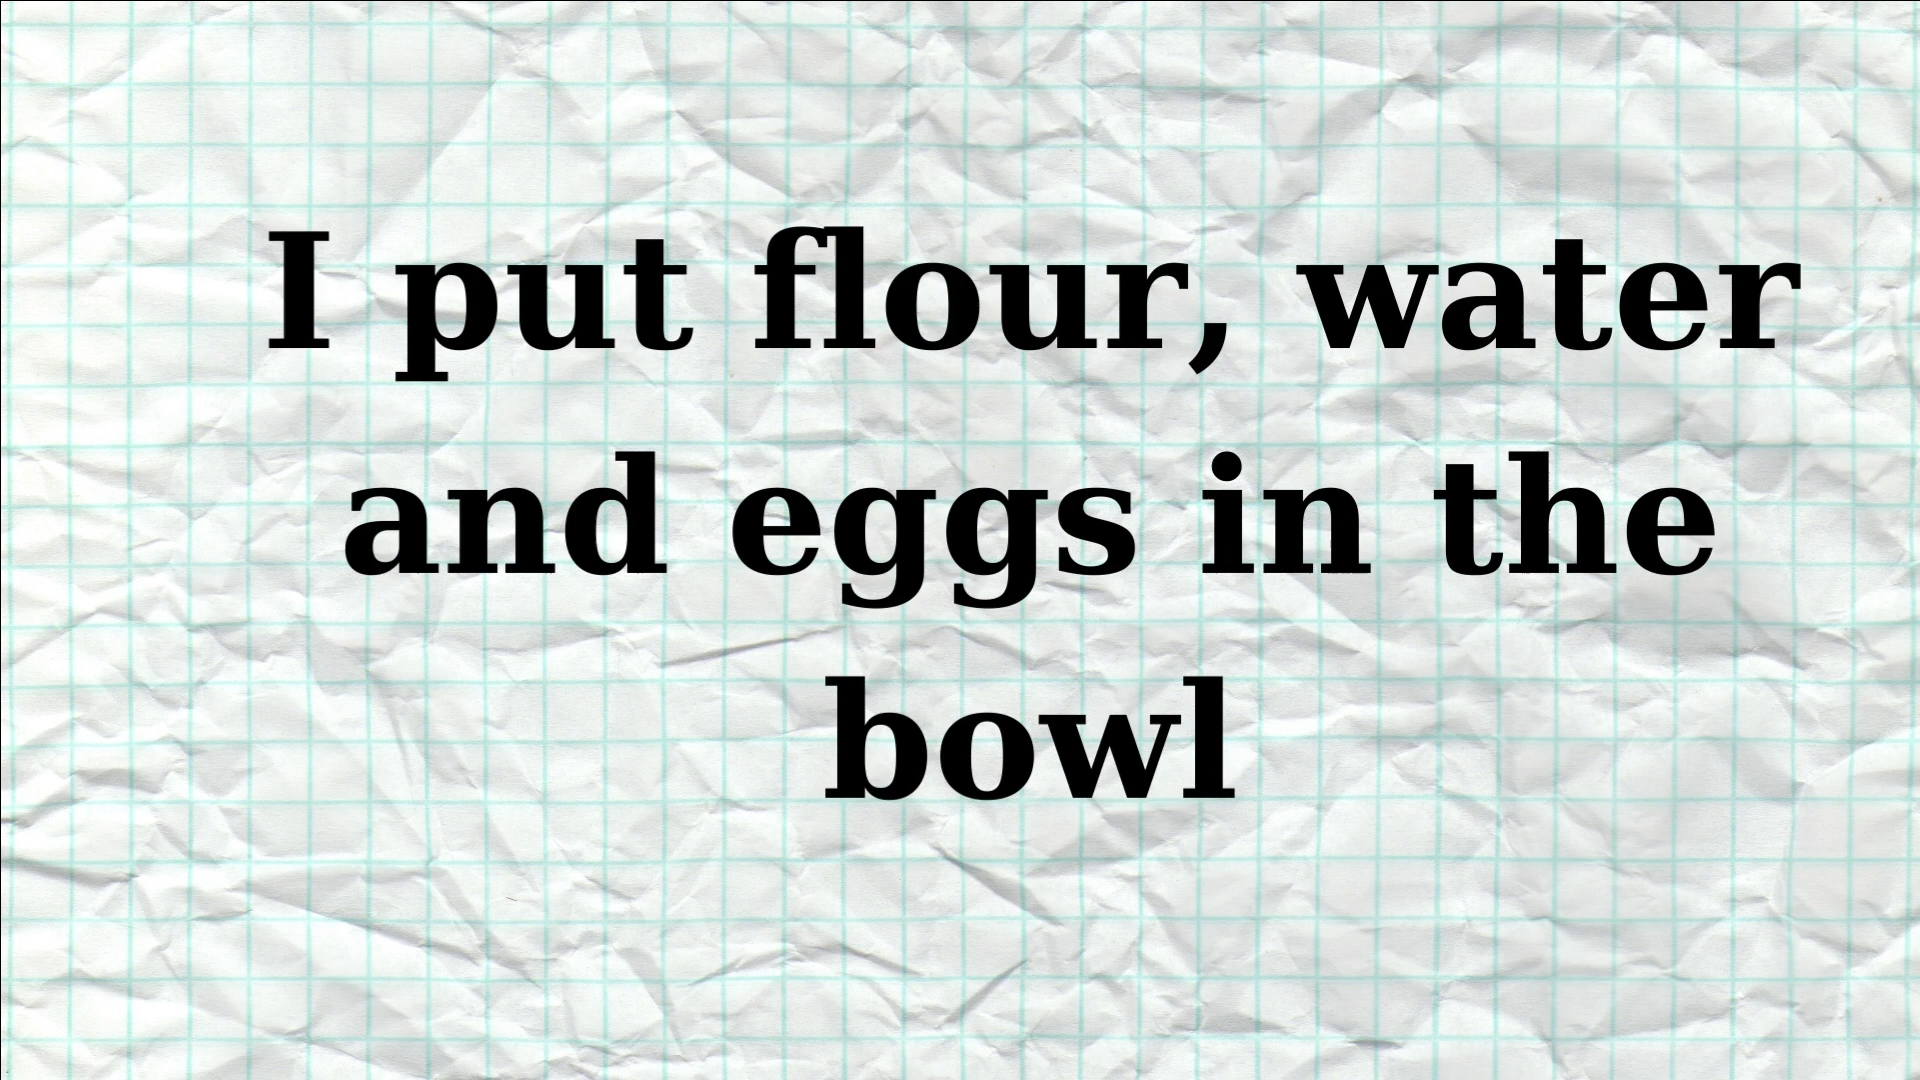 I put flour, water
and eggs in the
bowl